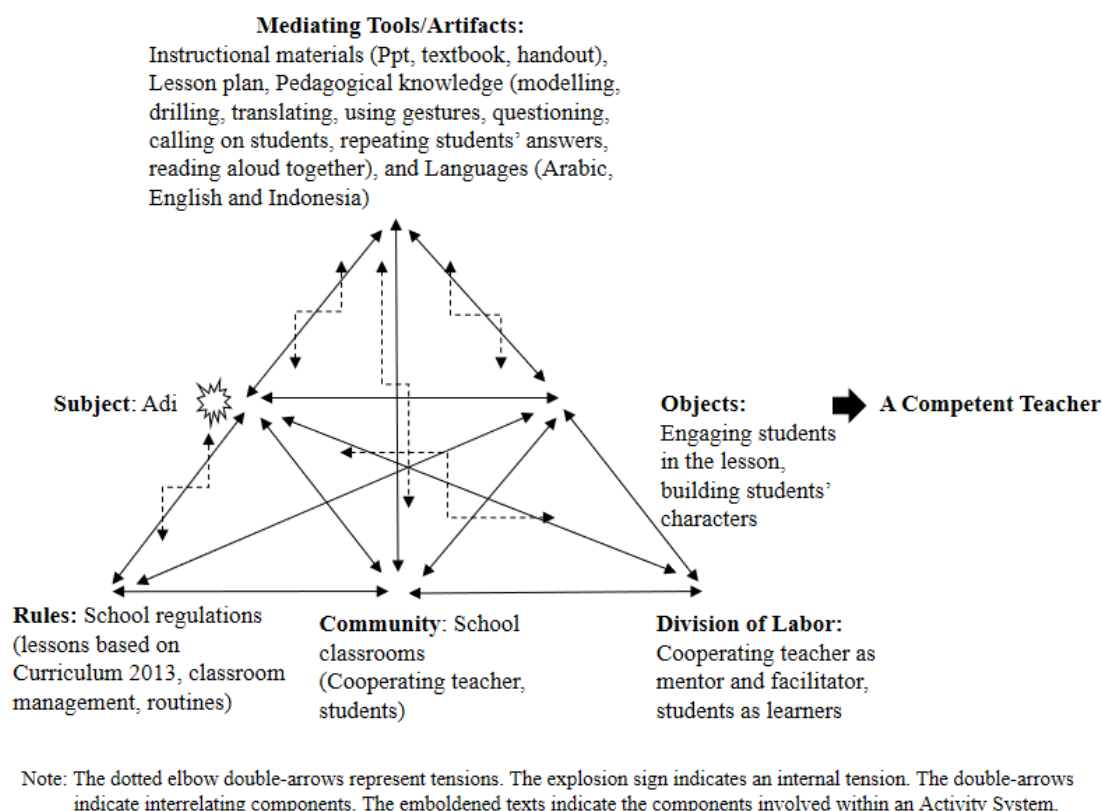 Mediating Tools/Artifacts:
Instructional materials (Ppt, textbook, handout),
Lesson plan, Pedagogical knowledge (modelling,
drilling, translating, using gestures, questioning,
calling on students, repeating students’ answers,
reading aloud together), and Languages (Arabic,
English and Indonesia)
Subject: Adi
Objects:
Engaging students
in the lesson,
building students’
characters
A Competent Teacher
Rules: School regulations
(lessons based on
Curriculum 2013, classroom
management, routines)
Community: School
classrooms
(Cooperating teacher,
students)
Division of Labor:
Cooperating teacher as
mentor and facilitator,
students as learners
Note: The dotted elbow double-arrows represent tensions. The explosion sign indicates an internal tension. The double-arrows
indicate interrelating components. The emboldened texts indicate the components involved within an Activity System.